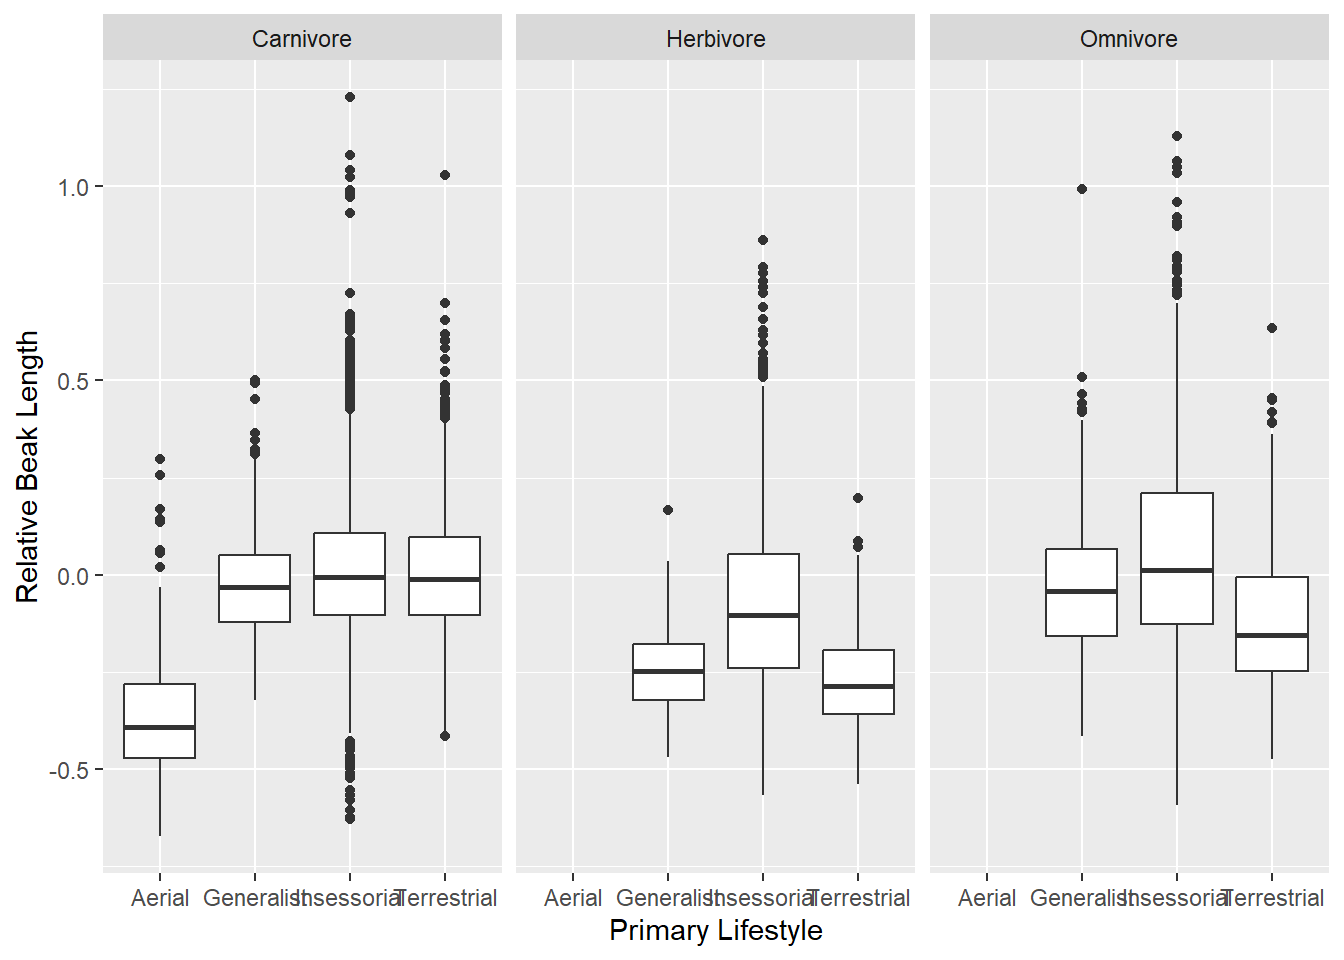 Carnivore Herbivore Omnivore
1.0
0.5
0.0
-0.5
Relative Beak Length
Aerial Generalist Insessorial Terrestrial Aerial Generalist Insessorial Terrestrial Aerial Generalist Insessorial Terrestrial
Primary Lifestyle